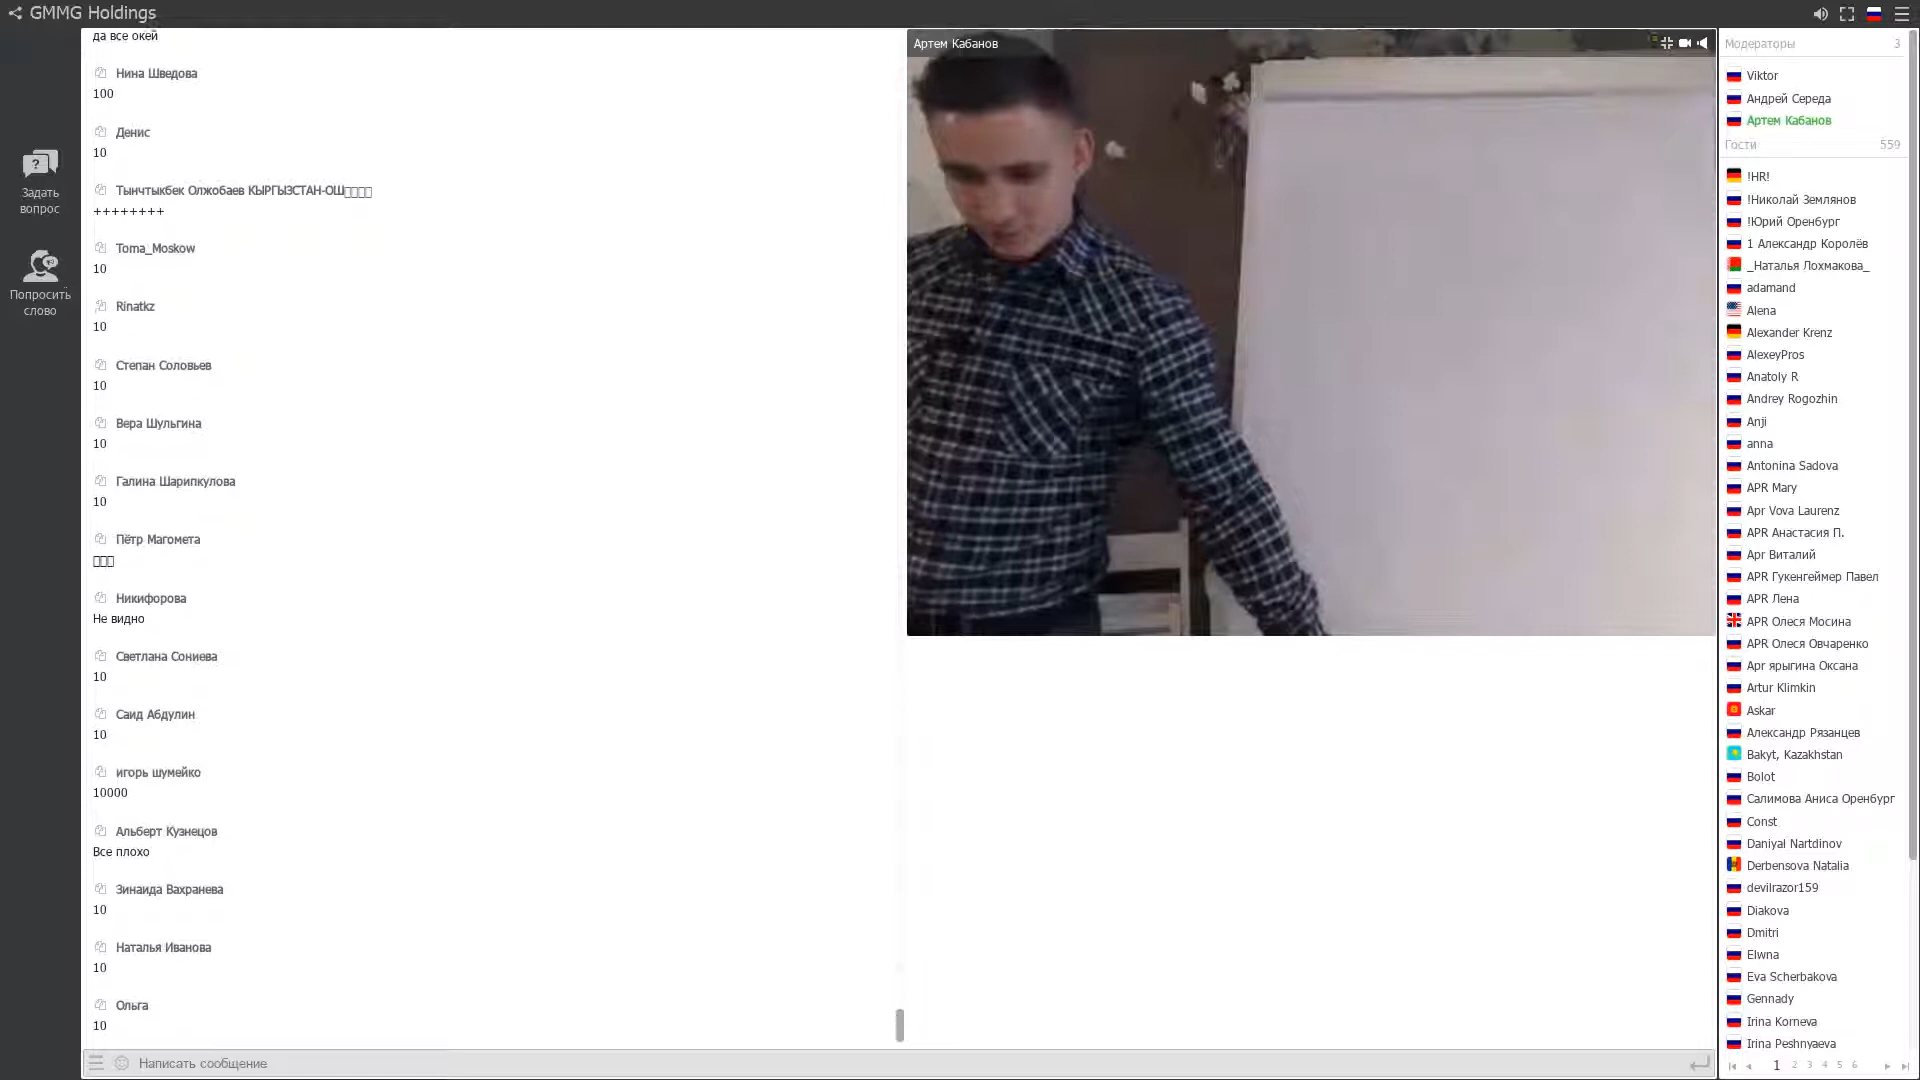 GMMG Holdings
Задать
вопрос
Попросить
слово
да все окей
Нина Шведова
100
Денис
10
Тынчтыкбек Олжобаев КЫРГЫЗСТАН-ОШ
++++++++
Toma_Moskow
10
Rinatkz
10
Степан Соловьев
10
Вера Шульгина
10
Галина Шарипкулова
10
Пётр Магомета
Никифорова
Не видно
Светлана Сониева
10
Саид Абдулин
10
игорь шумейко
10000
Альберт Кузнецов
Все плохо
Зинаида Вахранева
10
Наталья Иванова
10
Ольга
10
Написать сообщение
Артем Кабанов
Модераторы 3
Viktor
Андрей Середа
Артем Кабанов
Гости 559
!HR!
!Николай Землянов
!Юрий Оренбург
1 Александр Королёв
_Наталья Лохмакова_
adamand
Alena
Alexander Krenz
AlexeyPros
Anatoly R
Andrey Rogozhin
Anji
anna
Antonina Sadova
APR Mary
Apr Vova Laurenz
APR Анастасия П.
Apr Виталий
APR Гукенгеймер Павел
APR Лена
APR Олеся Мосина
APR Олеся Овчаренко
Apr ярыгина Оксана
Artur Klimkin
Askar
Александр Рязанцев
Bakyt, Kazakhstan
Bolot
Салимова Аниса Оренбург
Const
Daniyal Nartdinov
Derbensova Natalia
devilrazor159
Diakova
Dmitri
Elwna
Eva Scherbakova
Gennady
Irina Korneva
Irina Peshnyaeva
1 2 3 4 5 6